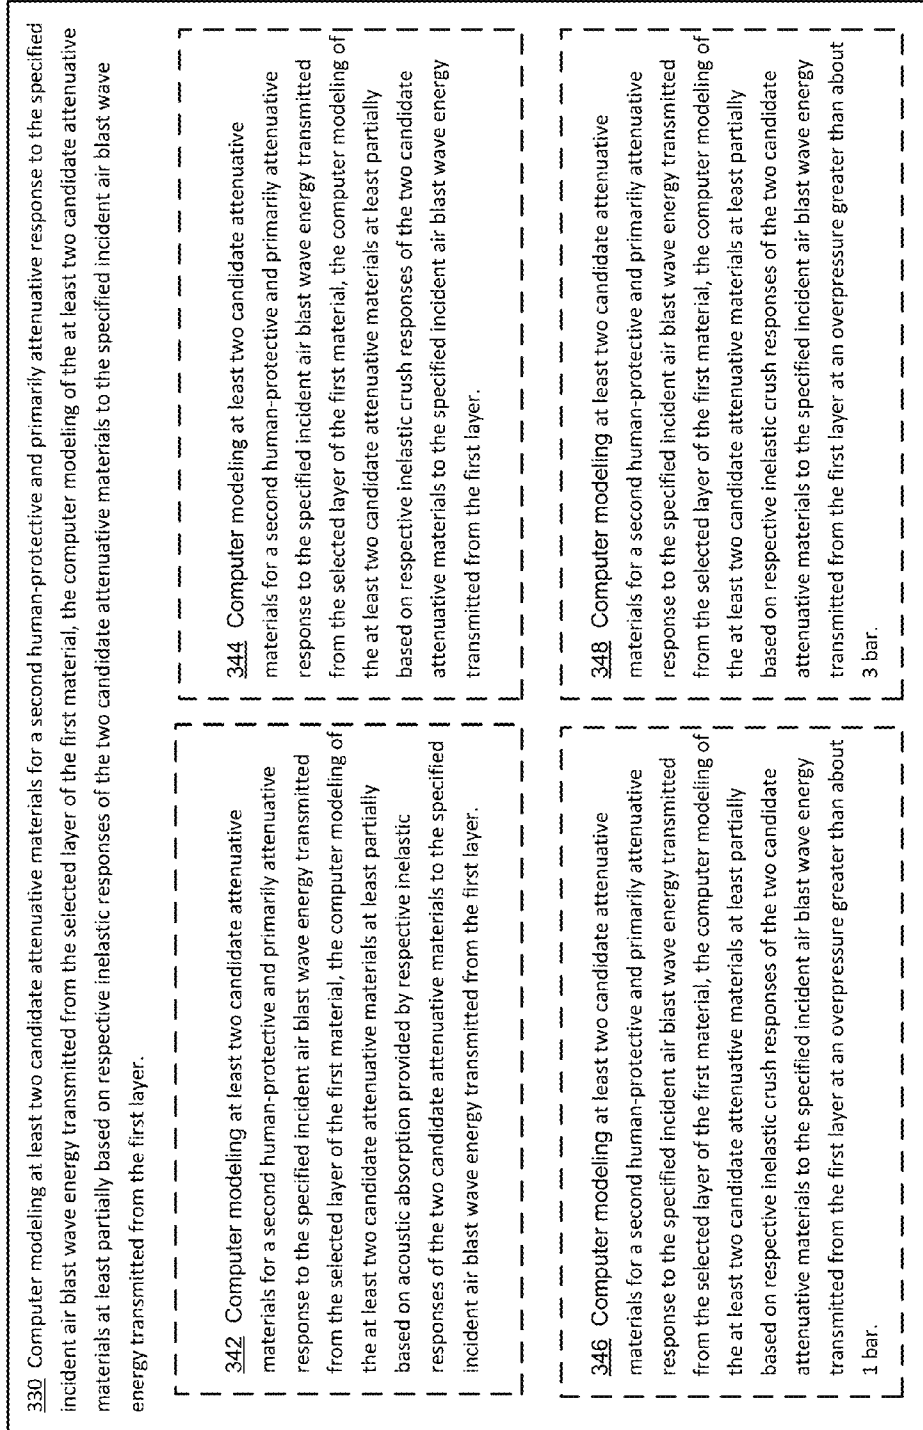 330 Computer modeling at least two candidate attenuative materials for a second human-protective and primarily attenuative response to the specified
incident air blast wave energy transmitted from the selected layer of the first material, the computer modeling of the at least two candidate attenuative
materials at least partially based on respective inelastic responses of the two candidate attenuative materials to the specified incident air blast wave
energy transmitted from the first layer.
342 Computer modeling at least two candidate attenuative
materials for a second human-protective and primarily attenuative
response to the specified incident air blast wave energy transmitted
from the selected layer of the first material, the computer modeling of
the at least two candidate attenuative materials at least partially
based on acoustic absorption provided by respective inelastic
responses of the two candidate attenuative materials to the specified
incident air blast wave energy transmitted from the first layer.
344 Computer modeling at least two candidate attenuative
materials for a second human-protective and primarily attenuative
response to the specified incident air blast wave energy transmitted
from the selected layer of the first material, the computer modeling of
the at least two candidate attenuative materials at least partially
based on respective inelastic crush responses of the two candidate
attenuative materials to the specified incident air blast wave energy
transmitted from the first layer.
346 Computer modeling at least two candidate attenuative
materials for a second human-protective and primarily attenuative
response to the specified incident air blast wave energy transmitted
from the selected layer of the first material, the computer modeling of
the at least two candidate attenuative materials at least partially
based on respective inelastic crush responses of the two candidate
attenuative materials to the specified incident air blast wave energy
transmitted from the first layer at an overpressure greater than about
1 bar.
348 Computer modeling at least two candidate attenuative
materials for a second human-protective and primarily attenuative
response to the specified incident air blast wave energy transmitted
from the selected layer of the first material, the computer modeling of
the at least two candidate attenuative materials at least partially
based on respective inelastic crush responses of the two candidate
attenuative materials to the specified incident air blast wave energy
transmitted from the first layer at an overpressure greater than about
3 bar.